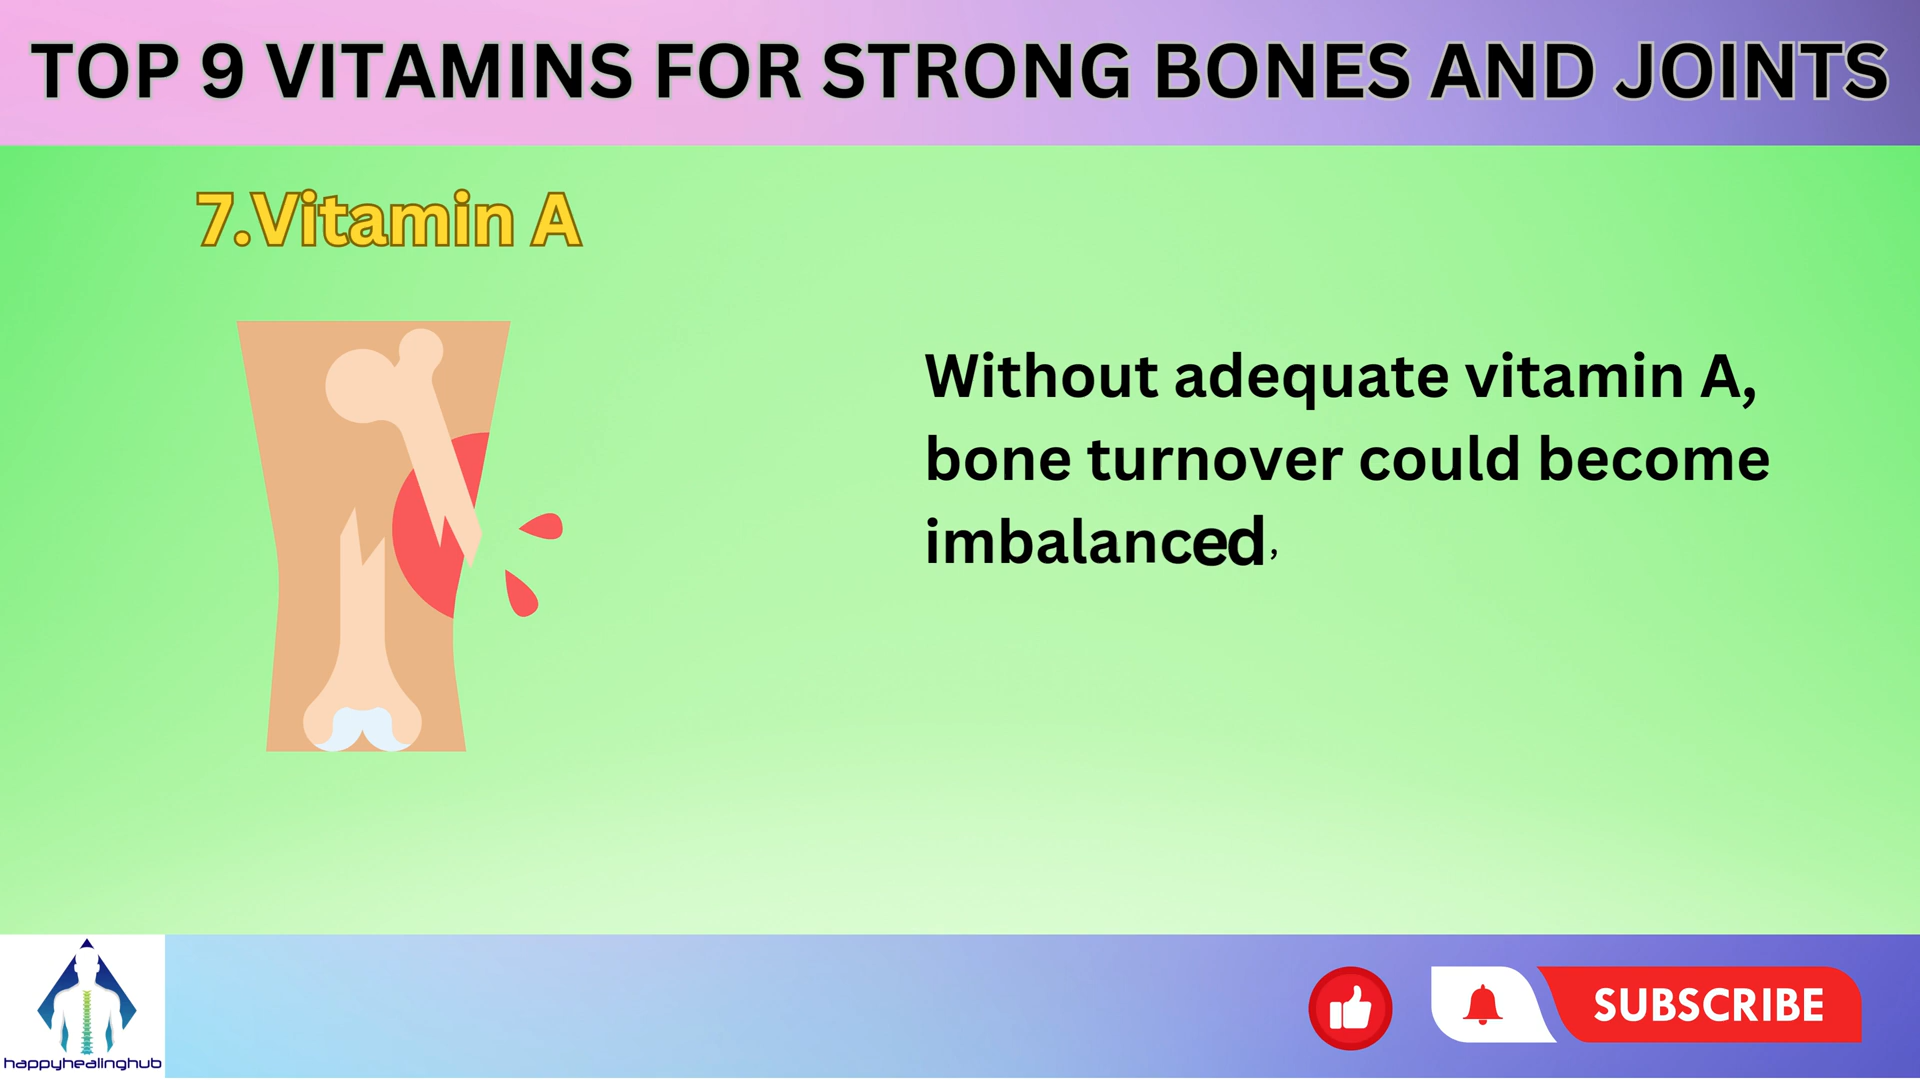 TOP 9 VITAMINS FOR STRONG BONES AND JOINTS
7.Vitamin A
Without adequate vitamin A,
bone turnover could become
imbalanced,
happyhealinghub
SUBSCRIBE